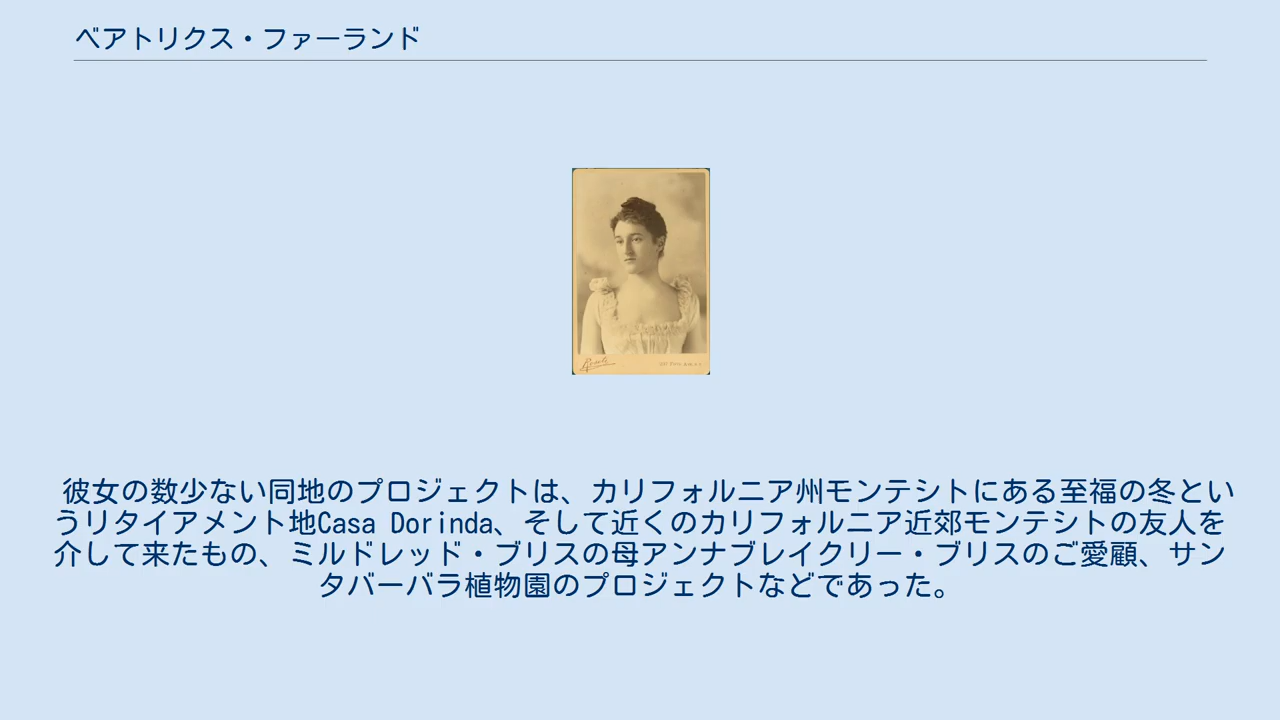 ベアトリクス・ファーランド
彼女の数少ない同地のプロジェクトは、カリフォルニア州モンテシトにある至福の冬とい
うリタイアメント地Casa Dorinda、そして近くのカリフォルニア近郊モンテシトの友人を
介して来たもの、ミルドレッド・ブリスの母アンナブレイクリー・ブリスのご愛顧、サン
タバーバラ植物園のプロジェクトなどであった。